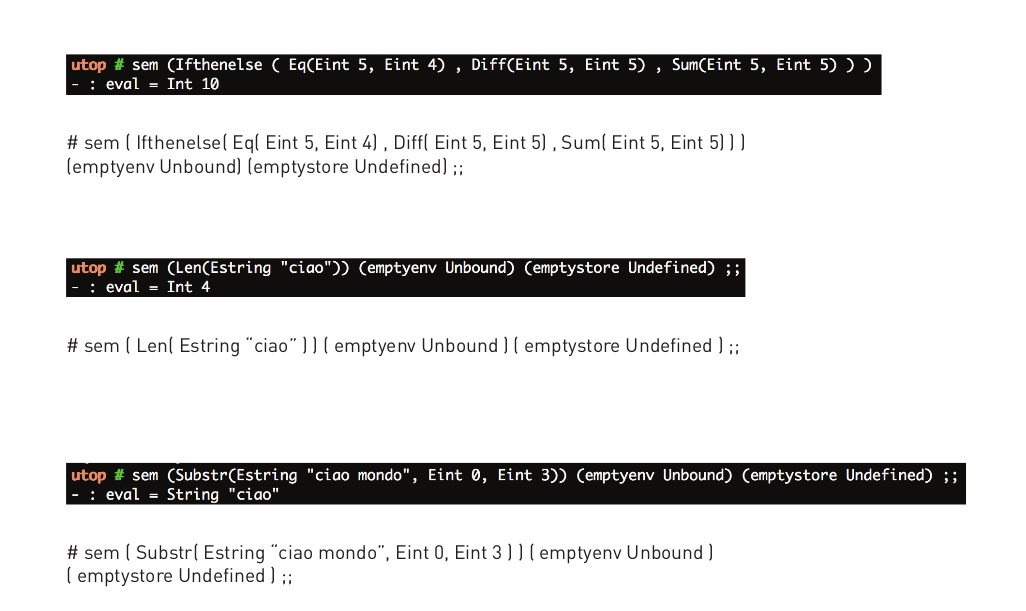 utop # sem (Ifthenelse ( Eq(Eint 5, Eint 4) , Diff(Eint 5, Eint 5) , Sum(Eint 5, Eint 5) ) )
- : eval = Int 10
# sem ( Ifthenelse( Eq( Eint 5, Eint 4) , Diff( Eint 5, Eint 5) , Sum( Eint 5, Eint 5) ) )
(emptyenv Unbound) (emptystore Undefined) ;;
utop # sem (Len(Estring "ciao")) (emptyenv Unbound) (emptystore Undefined) ;;
- : eval = Int 4
# sem ( Len( Estring “ciao” ) ) ( emptyenv Unbound ) ( emptystore Undefined ) ;;
utop # sem (Substr(Estring "ciao mondo", Eint 0, Eint 3)) (emptyenv Unbound) (emptystore Undefined) ;;
- : eval = String "ciao"
# sem ( Substr( Estring “ciao mondo”, Eint 0, Eint 3 ) ) ( emptyenv Unbound )
( emptystore Undefined ) ;;